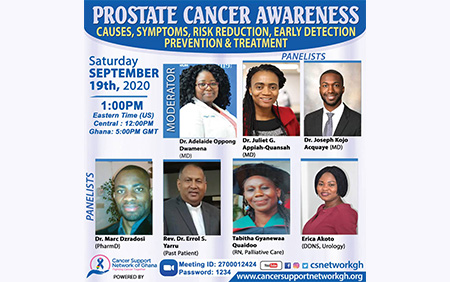 PROSTATE CANCER AWARENESS
CAUSES, SYMPTOMS, RISK REDUCTION, EARLY DETECTION
PREVENTION & TREATMENT
Saturday
SEPTEMBER
19th, 2020
1:00PM
Eastern Time (US)
Central : 12:00PM
Ghana: 5:00PM GMT
MODERATOR
PANELISTS
Dr. Adelaide Oppong
Dwamena
(MD)
Dr. Juliet G.
Appiah-Quansah
(MD)
Dr. Joseph Kojo
Acquaye (MD)
PANELISTS
Dr. Marc Dzradosi
(PharmD)
Rev. Dr. Errol S.
Yarru
(Past Patient)
Tabitha Gyanewaa
Quaidoo
(RN, Palliative Care)
Erica Akoto
(DDNS, Urology)
Cancer Support
Network of Ghana
POWERED BY
Meeting ID: 2700012424
Password: 1234
YouTube
csnetworkgh
www.cancersupportnetworkgh.org